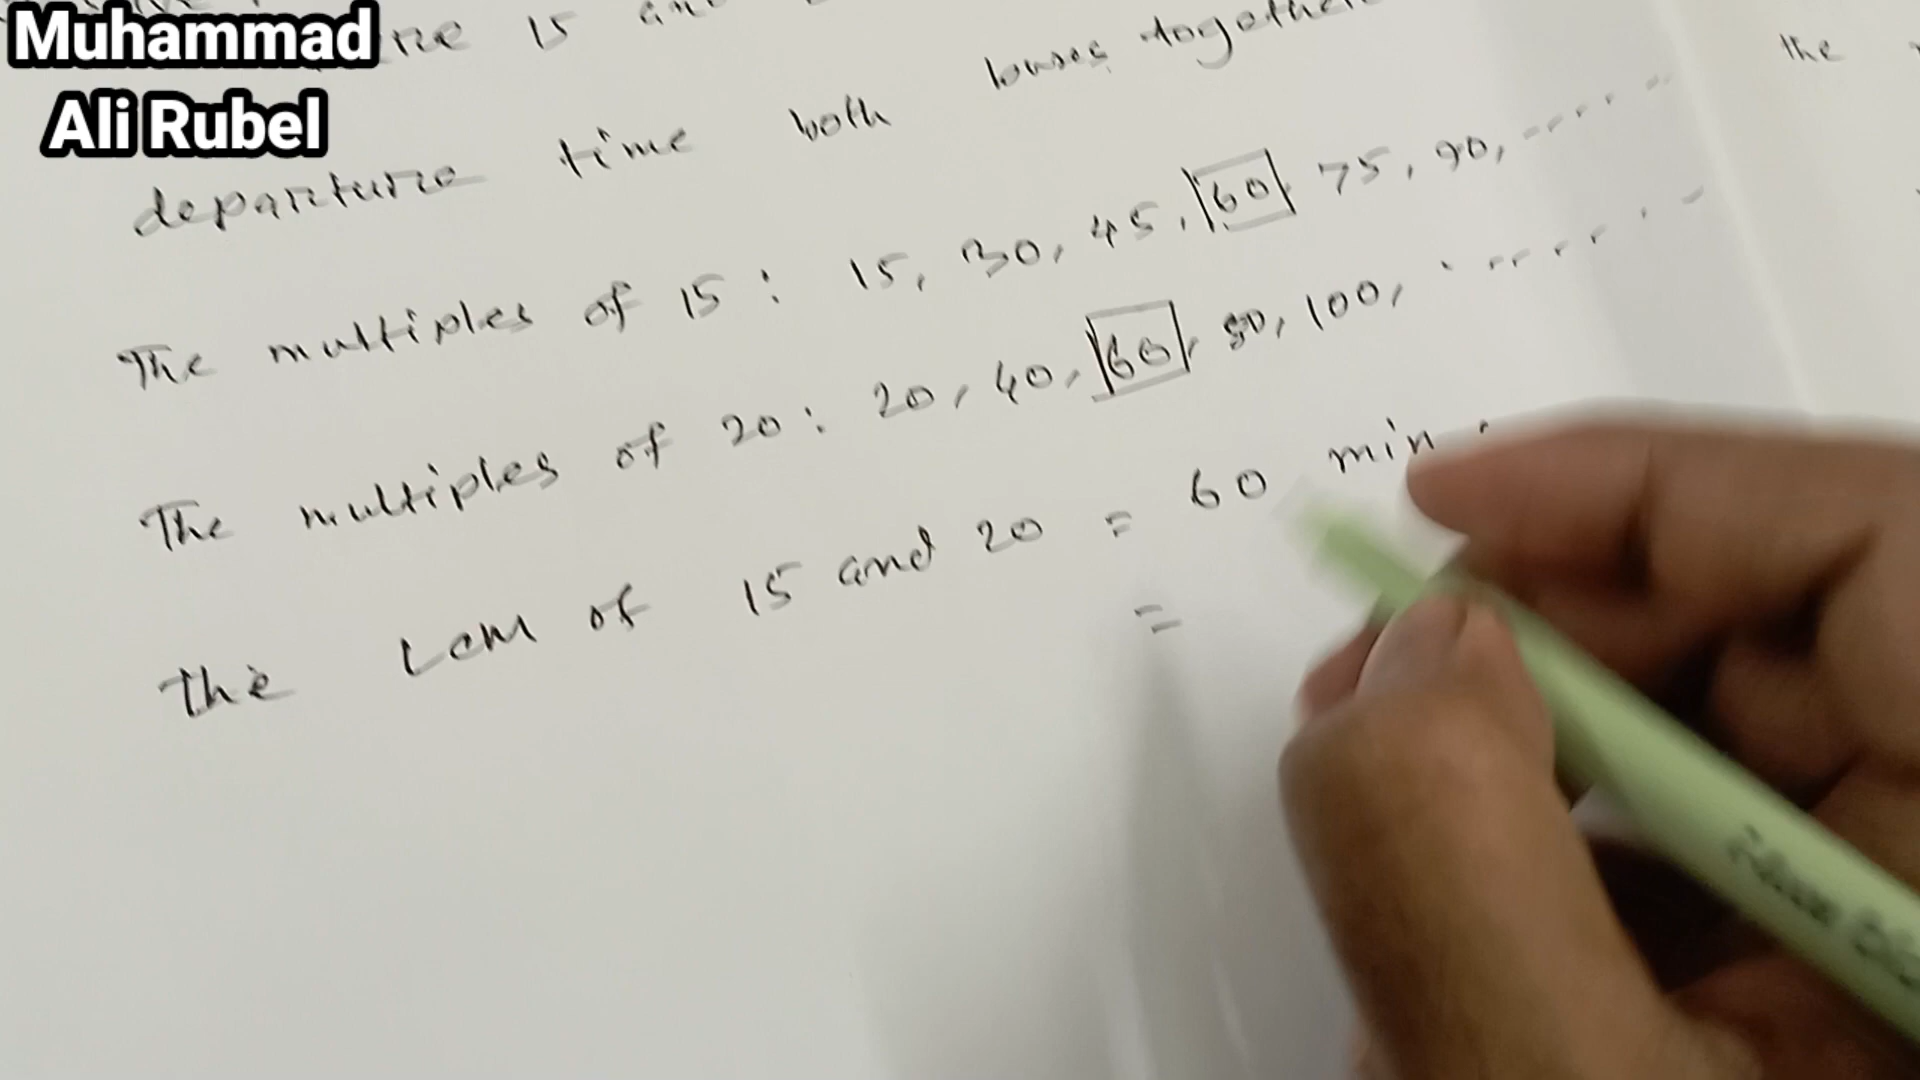 Muhammad
Ali Rubel
15 and
departure time both buses together
the
The multiples of 15 : 15, 30, 45, 60, 75, 90, ........
The multiples of 20 : 20, 40, 60, 80, 100, ........
The LCM of 15 and 20 = 60 min.
=